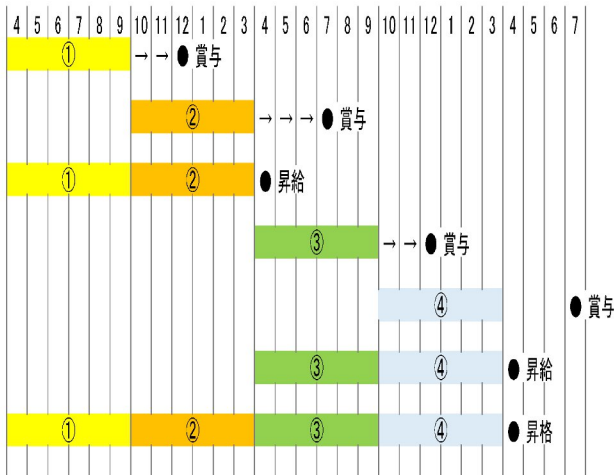 4 5 6 7 8 9 10 11 12 1 2 3 4 5 6 7 8 9 10 11 12 1 2 3 4 5 6 7
① → → ● 賞与
② → → → ● 賞与
① ② ● 昇給
③ → → ● 賞与
④ ● 賞与
③ ④ ● 昇給
① ② ③ ④ ● 昇格